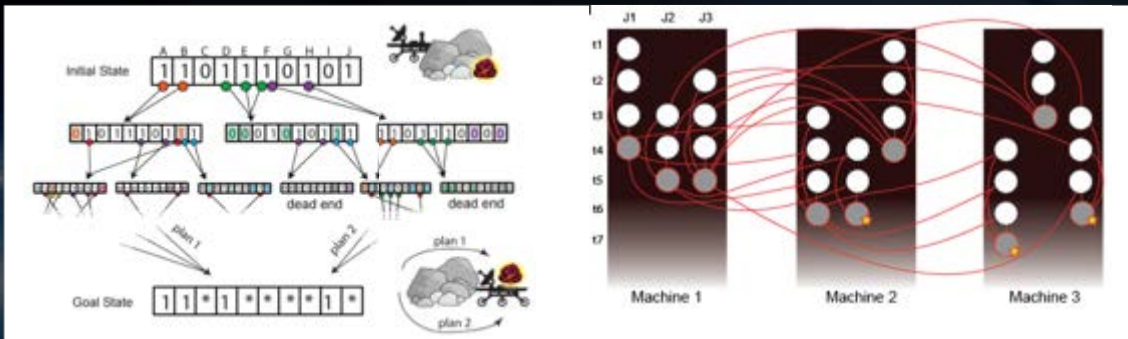 A B C D E F G H I J
Initial State
1 1 0 1 1 1 0 1 0 1
dead end
dead end
plan 1
plan 2
plan 1
plan 2
Goal State
1 1 * 1 * * * * 1 *
J1 J2 J3
t1
t2
t3
t4
t5
t6
t7
Machine 1
Machine 2
Machine 3